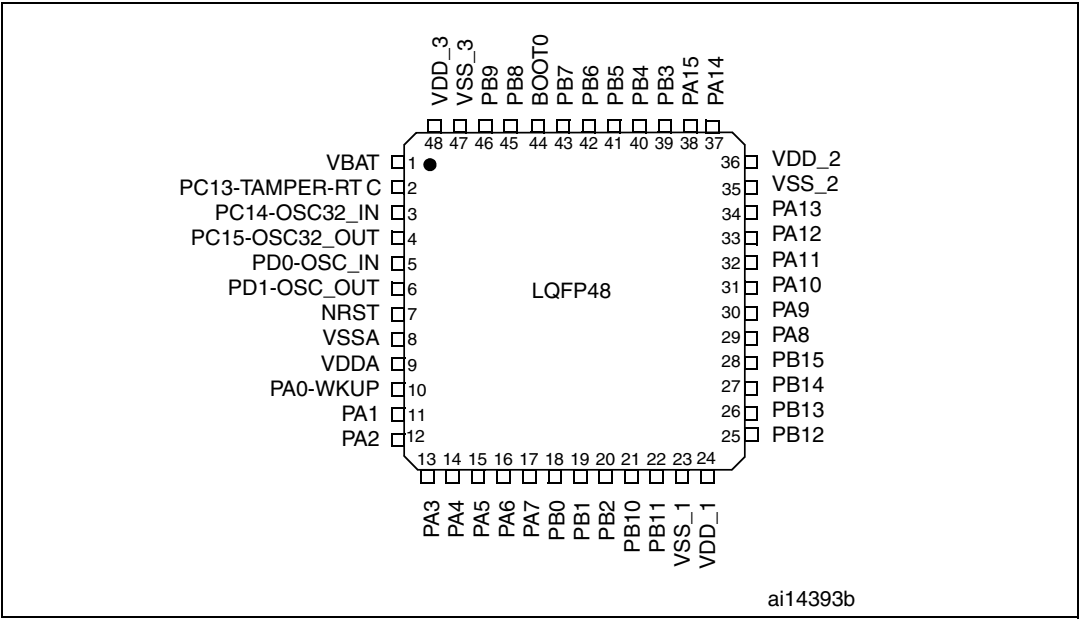 VDD_3
VSS_3
PB9
PB8
BOOT0
PB7
PB6
PB5
PB4
PB3
PA15
PA14
48 47 46 45 44 43 42 41 40 39 38 37
VBAT 1
PC13-TAMPER-RT C 2
PC14-OSC32_IN 3
PC15-OSC32_OUT 4
PD0-OSC_IN 5
PD1-OSC_OUT 6
NRST 7
VSSA 8
VDDA 9
PA0-WKUP 10
PA1 11
PA2 12
LQFP48
36 VDD_2
35 VSS_2
34 PA13
33 PA12
32 PA11
31 PA10
30 PA9
29 PA8
28 PB15
27 PB14
26 PB13
25 PB12
13 14 15 16 17 18 19 20 21 22 23 24
PA3
PA4
PA5
PA6
PA7
PB0
PB1
PB2
PB10
PB11
VSS_1
VDD_1
ai14393b